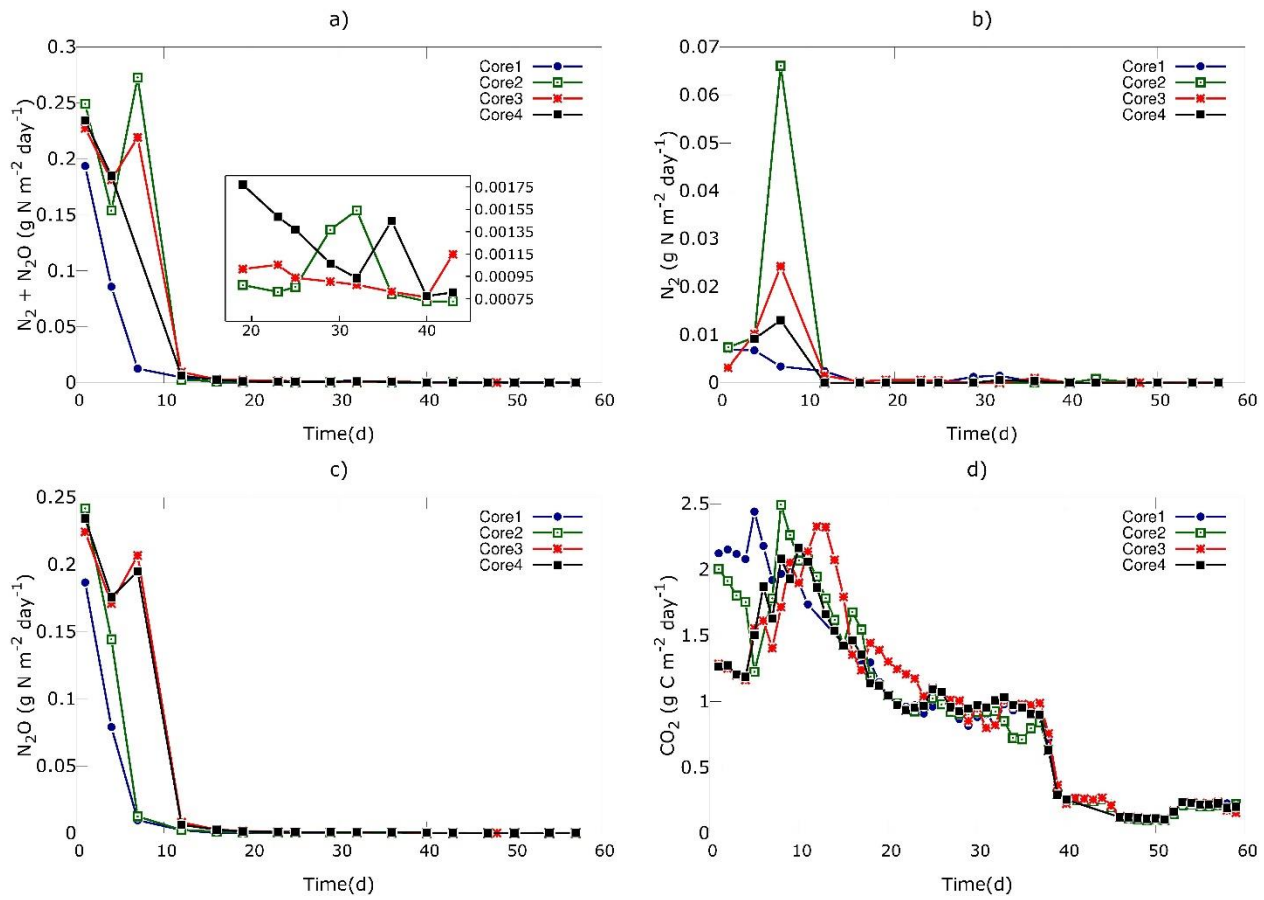 a)
N₂ + N₂O (g N m⁻² day⁻¹)
0.3
0.25
0.2
0.15
0.1
0.05
0
Core1
Core2
Core3
Core4
0.00175
0.00155
0.00135
0.00115
0.00095
0.00075
20
30
40
0 10 20 30 40 50 60
Time(d)
b)
N₂ (g N m⁻² day⁻¹)
0.07
0.06
0.05
0.04
0.03
0.02
0.01
0
Core1
Core2
Core3
Core4
0 10 20 30 40 50 60
Time(d)
c)
N₂O (g N m⁻² day⁻¹)
0.25
0.2
0.15
0.1
0.05
0
Core1
Core2
Core3
Core4
0 10 20 30 40 50 60
Time(d)
d)
CO₂ (g C m⁻² day⁻¹)
2.5
2
1.5
1
0.5
0
Core1
Core2
Core3
Core4
0 10 20 30 40 50 60
Time(d)